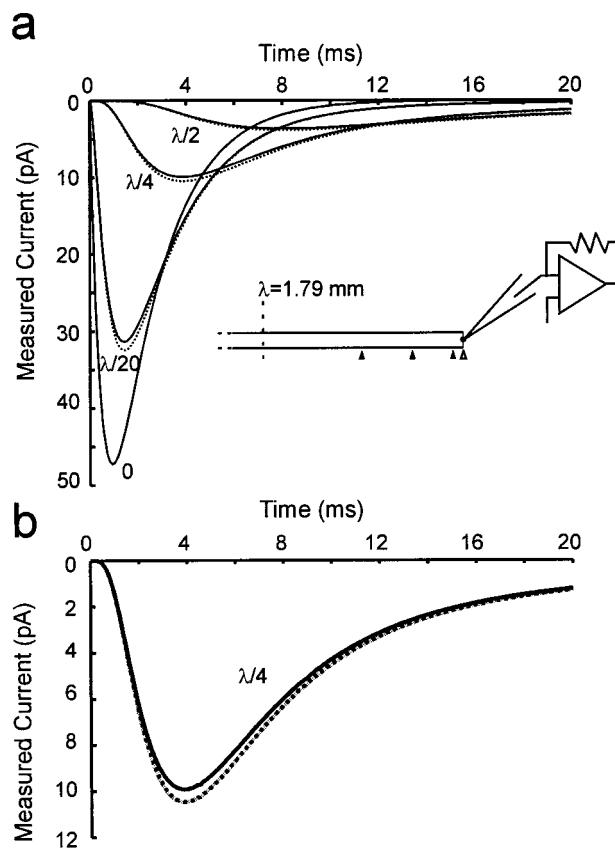 a
Time (ms)
0 4 8 12 16 20
0
10
20
30
40
50
Measured Current (pA)
λ/2
λ/4
λ/20
0
λ=1.79 mm
b
Time (ms)
0 4 8 12 16 20
0
2
4
6
8
10
12
Measured Current (pA)
λ/4